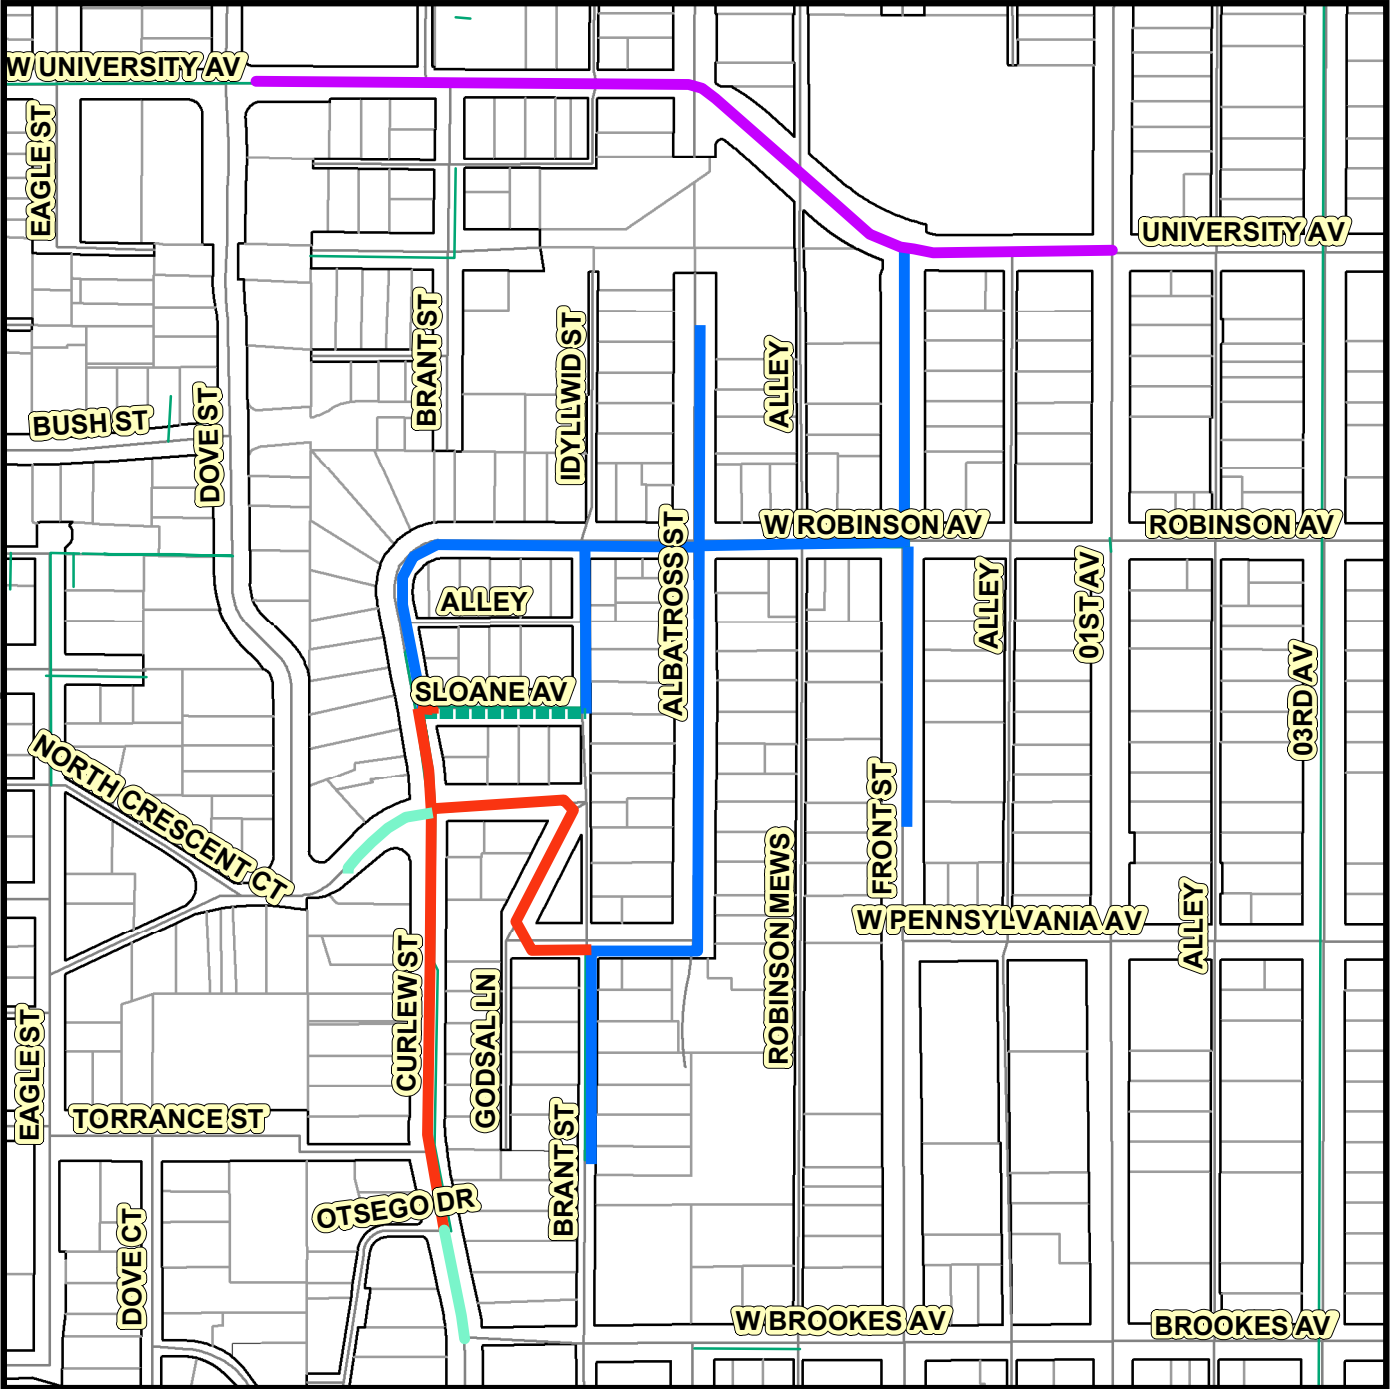 W UNIVERSITY AV
EAGLE ST
UNIVERSITY AV
BRANT ST
IDYLLWID ST
ALLEY
BUSH ST
DOVE ST
W ROBINSON AV
ROBINSON AV
ALBATROSS ST
ALLEY
ALLEY
01ST AV
SLOANE AV
03RD AV
NORTH CRESCENT CT
FRONT ST
ROBINSON MEWS
W PENNSYLVANIA AV
ALLEY
CURLEW ST
GODSAL LN
EAGLE ST
TORRANCE ST
BRANT ST
OTSEGO DR
DOVE CT
W BROOKES AV
BROOKES AV